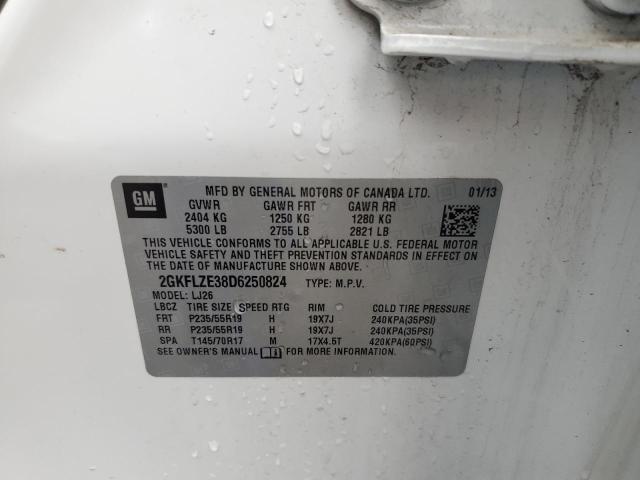 GM
MFD BY GENERAL MOTORS OF CANADA LTD. 01/13
GVWR GAWR FRT GAWR RR
2404 KG 1250 KG 1280 KG
5300 LB 2755 LB 2821 LB
THIS VEHICLE CONFORMS TO ALL APPLICABLE U.S. FEDERAL MOTOR
VEHICLE SAFETY AND THEFT PREVENTION STANDARDS IN EFFECT ON
THE DATE OF MANUFACTURE SHOWN ABOVE.
2GKFLZE38D6250824 TYPE: M.P.V.
MODEL: LJ26
LBCZ TIRE SIZE SPEED RTG RIM COLD TIRE PRESSURE
FRT P235/55R19 H 19X7J 240KPA(35PSI)
RR P235/55R19 H 19X7J 240KPA(35PSI)
SPA T145/70R17 M 17X4.5T 420KPA(60PSI)
SEE OWNER'S MANUAL FOR MORE INFORMATION.